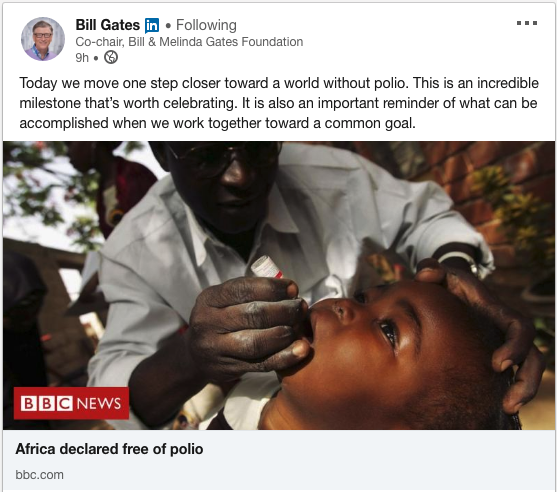 Bill Gates in • Following
Co-chair, Bill & Melinda Gates Foundation
9h •
Today we move one step closer toward a world without polio. This is an incredible
milestone that's worth celebrating. It is also an important reminder of what can be
accomplished when we work together toward a common goal.
BBC NEWS
Africa declared free of polio
bbc.com